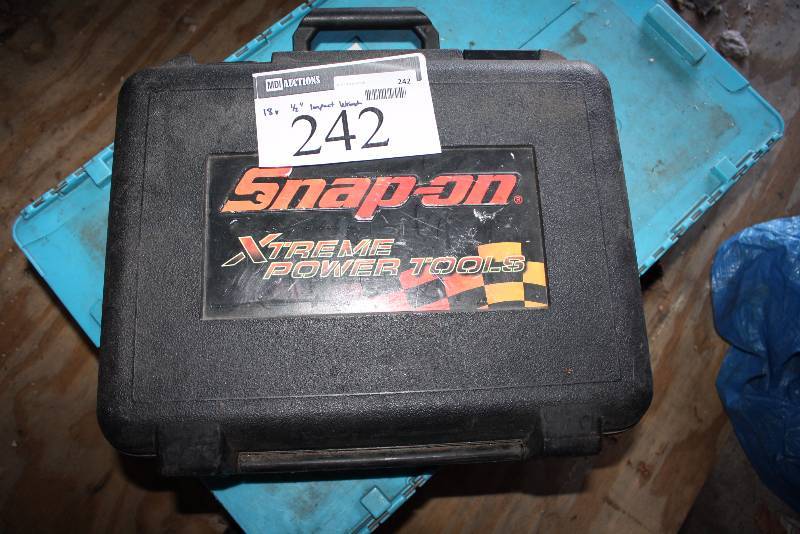 MDI AUCTIONS 242
18v 1/2" Impact Wrench
242
Snap-on®
XTREME
POWER TOOLS